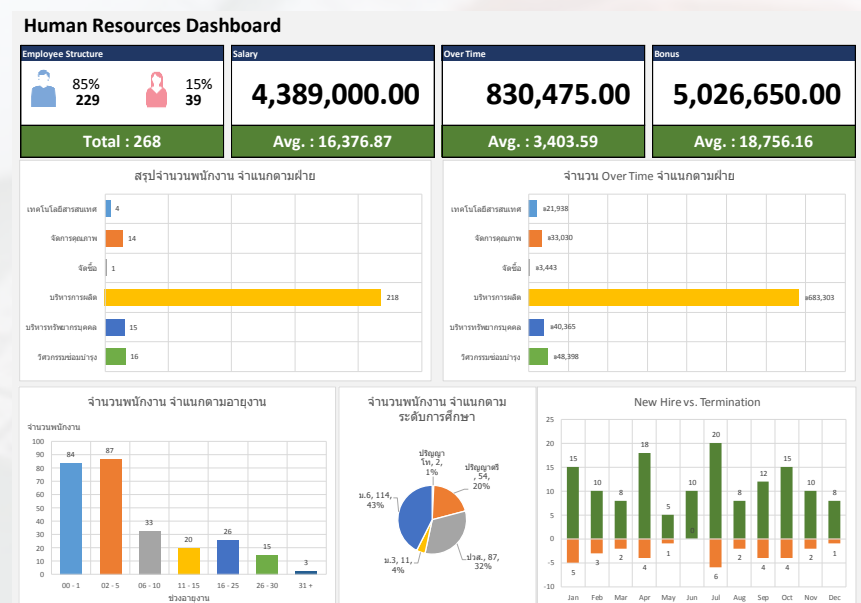 Human Resources Dashboard
Employee Structure
85%
229
15%
39
Total : 268
Salary
4,389,000.00
Avg. : 16,376.87
Over Time
830,475.00
Avg. : 3,403.59
Bonus
5,026,650.00
Avg. : 18,756.16
สรุปจำนวนพนักงาน จำแนกตามฝ่าย
เทคโนโลยีสารสนเทศ 4
จัดการคุณภาพ 14
จัดซื้อ 1
บริหารการผลิต 218
บริหารทรัพยากรบุคคล 15
วิศวกรรมซ่อมบำรุง 16
จำนวน Over Time จำแนกตามฝ่าย
เทคโนโลยีสารสนเทศ ฿21,938
จัดการคุณภาพ ฿33,030
จัดซื้อ ฿3,443
บริหารการผลิต ฿683,303
บริหารทรัพยากรบุคคล ฿40,365
วิศวกรรมซ่อมบำรุง ฿48,398
จำนวนพนักงาน จำแนกตามอายุงาน
จำนวนพนักงาน
100
90
80
70
60
50
40
30
20
10
0
84 87 33 20 26 15 3
00 - 1 02 - 5 06 - 10 11 - 15 16 - 25 26 - 30 31 +
ช่วงอายุงาน
จำนวนพนักงาน จำแนกตาม
ระดับการศึกษา
ปริญญา
โท, 2,
1%
ปริญญาตรี
, 54,
20%
ปวส., 87,
32%
ม.3, 11,
4%
ม.6, 114,
43%
New Hire vs. Termination
25
20
15
10
5
0
-5
-10
15 10 8 18 5 10 20 8 12 15 10 8
5 3 2 4 1 0 6 2 4 4 2 1
Jan Feb Mar Apr May Jun Jul Aug Sep Oct Nov Dec